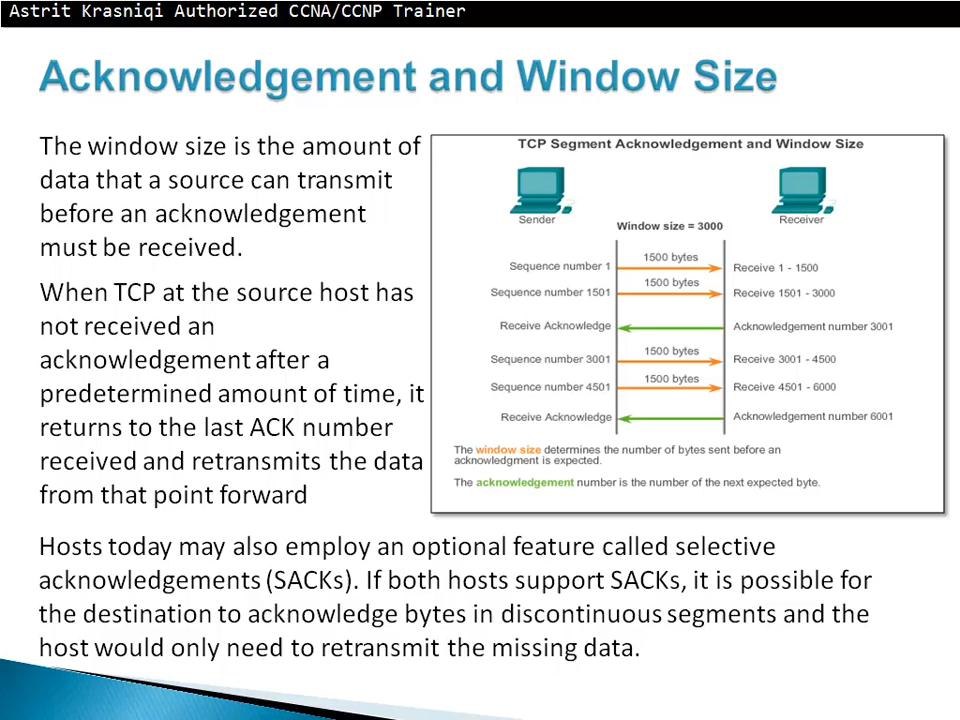 Astrit Krasniqi Authorized CCNA/CCNP Trainer
Acknowledgement and Window Size
The window size is the amount of
data that a source can transmit
before an acknowledgement
must be received.
When TCP at the source host has
not received an
acknowledgement after a
predetermined amount of time, it
returns to the last ACK number
received and retransmits the data
from that point forward
TCP Segment Acknowledgement and Window Size
Sender
Receiver
Window size = 3000
Sequence number 1
1500 bytes
Receive 1 - 1500
Sequence number 1501
1500 bytes
Receive 1501 - 3000
Receive Acknowledge
Acknowledgement number 3001
Sequence number 3001
1500 bytes
Receive 3001 - 4500
Sequence number 4501
1500 bytes
Receive 4501 - 6000
Receive Acknowledge
Acknowledgement number 6001
The window size determines the number of bytes sent before an
acknowledgment is expected.
The acknowledgement number is the number of the next expected byte.
Hosts today may also employ an optional feature called selective
acknowledgements (SACKs). If both hosts support SACKs, it is possible for
the destination to acknowledge bytes in discontinuous segments and the
host would only need to retransmit the missing data.